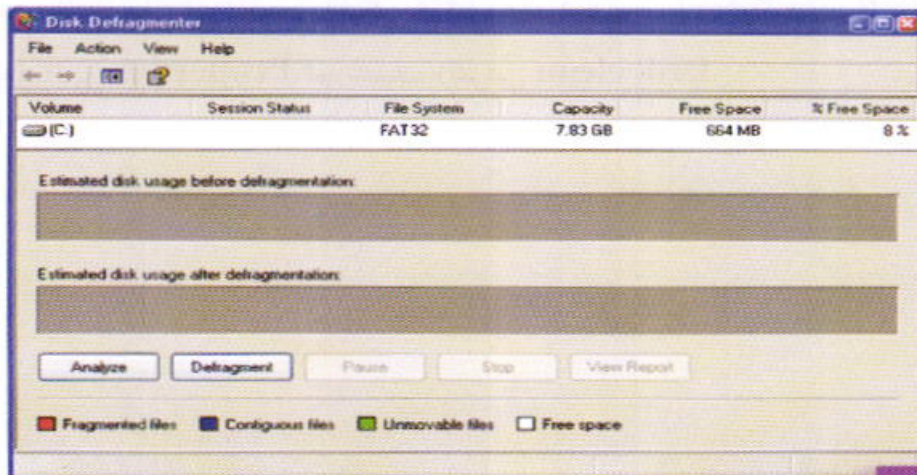 Disk Defragmenter
File Action View Help
Volume Session Status File System Capacity Free Space % Free Space
(C:) FAT32 7.83 GB 664 MB 8 %
Estimated disk usage before defragmentation:
Estimated disk usage after defragmentation:
Analyze Defragment Pause Stop View Report
Fragmented files Contiguous files Unmovable files Free space